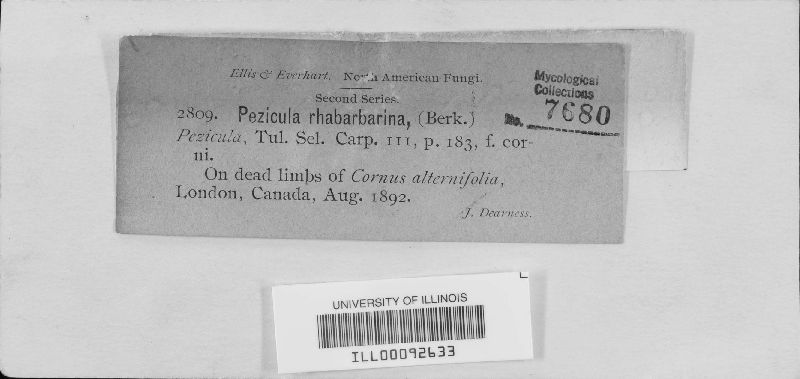 Ellis & Everhart. North American Fungi.
Second Series.
2809. Pezicula rhabarbarina, (Berk.)
Pezicula, Tul. Sel. Carp. III, p. 183, f. cor-
ni.
On dead limbs of Cornus alternifolia,
London, Canada, Aug. 1892.
J. Dearness.
Mycological
Collections
No. 7680
UNIVERSITY OF ILLINOIS
ILL00092633